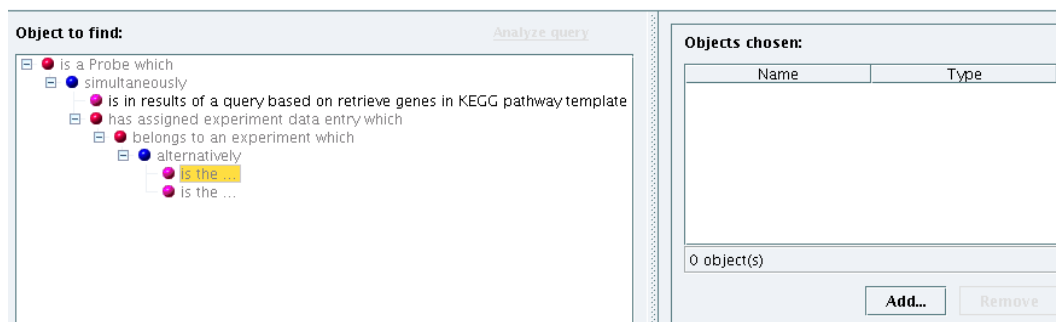 Object to find:
Analyze query
is a Probe which
simultaneously
is in results of a query based on retrieve genes in KEGG pathway template
has assigned experiment data entry which
belongs to an experiment which
alternatively
is the ...
is the ...
Objects chosen:
Name Type
0 object(s)
Add... Remove